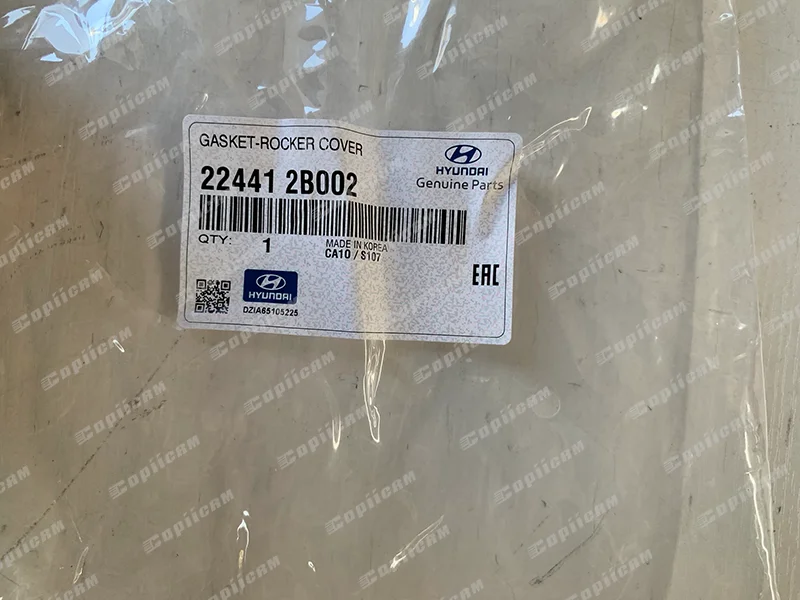 GASKET-ROCKER COVER
22441 2B002
HYUNDAI
Genuine Parts
QTY: 1
MADE IN KOREA
CA10 / S107
EAC
HYUNDAI
DZIA65105225
Copiicam